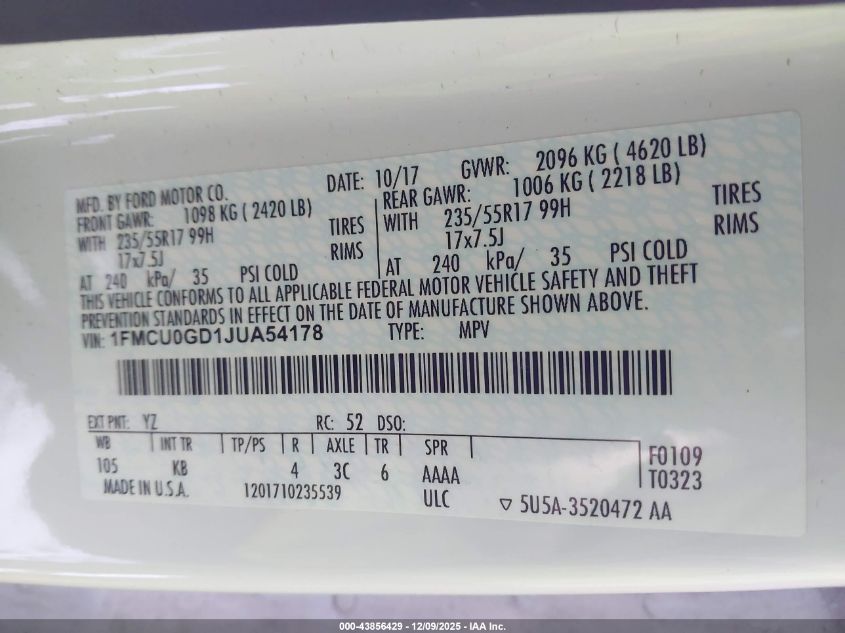 MFD. BY FORD MOTOR CO. DATE: 10/17 GVWR: 2096 KG ( 4620 LB)
FRONT GAWR: 1098 KG ( 2420 LB) REAR GAWR: 1006 KG ( 2218 LB)
WITH 235/55R17 99H TIRES WITH 235/55R17 99H TIRES
17x7.5J RIMS 17x7.5J RIMS
AT 240 kPa/ 35 PSI COLD AT 240 kPa/ 35 PSI COLD
THIS VEHICLE CONFORMS TO ALL APPLICABLE FEDERAL MOTOR VEHICLE SAFETY AND THEFT
PREVENTION STANDARDS IN EFFECT ON THE DATE OF MANUFACTURE SHOWN ABOVE.
VIN: 1FMCU0GD1JUA54178 TYPE: MPV
EXT PNT: YZ RC: 52 DSO:
WB INT TR TP/PS R AXLE TR SPR F0109
105 KB 4 3C 6 AAAA T0323
MADE IN U.S.A. 1201710235539 ULC 5U5A-3520472 AA
000-43856429 - 12/09/2025 - IAA Inc.